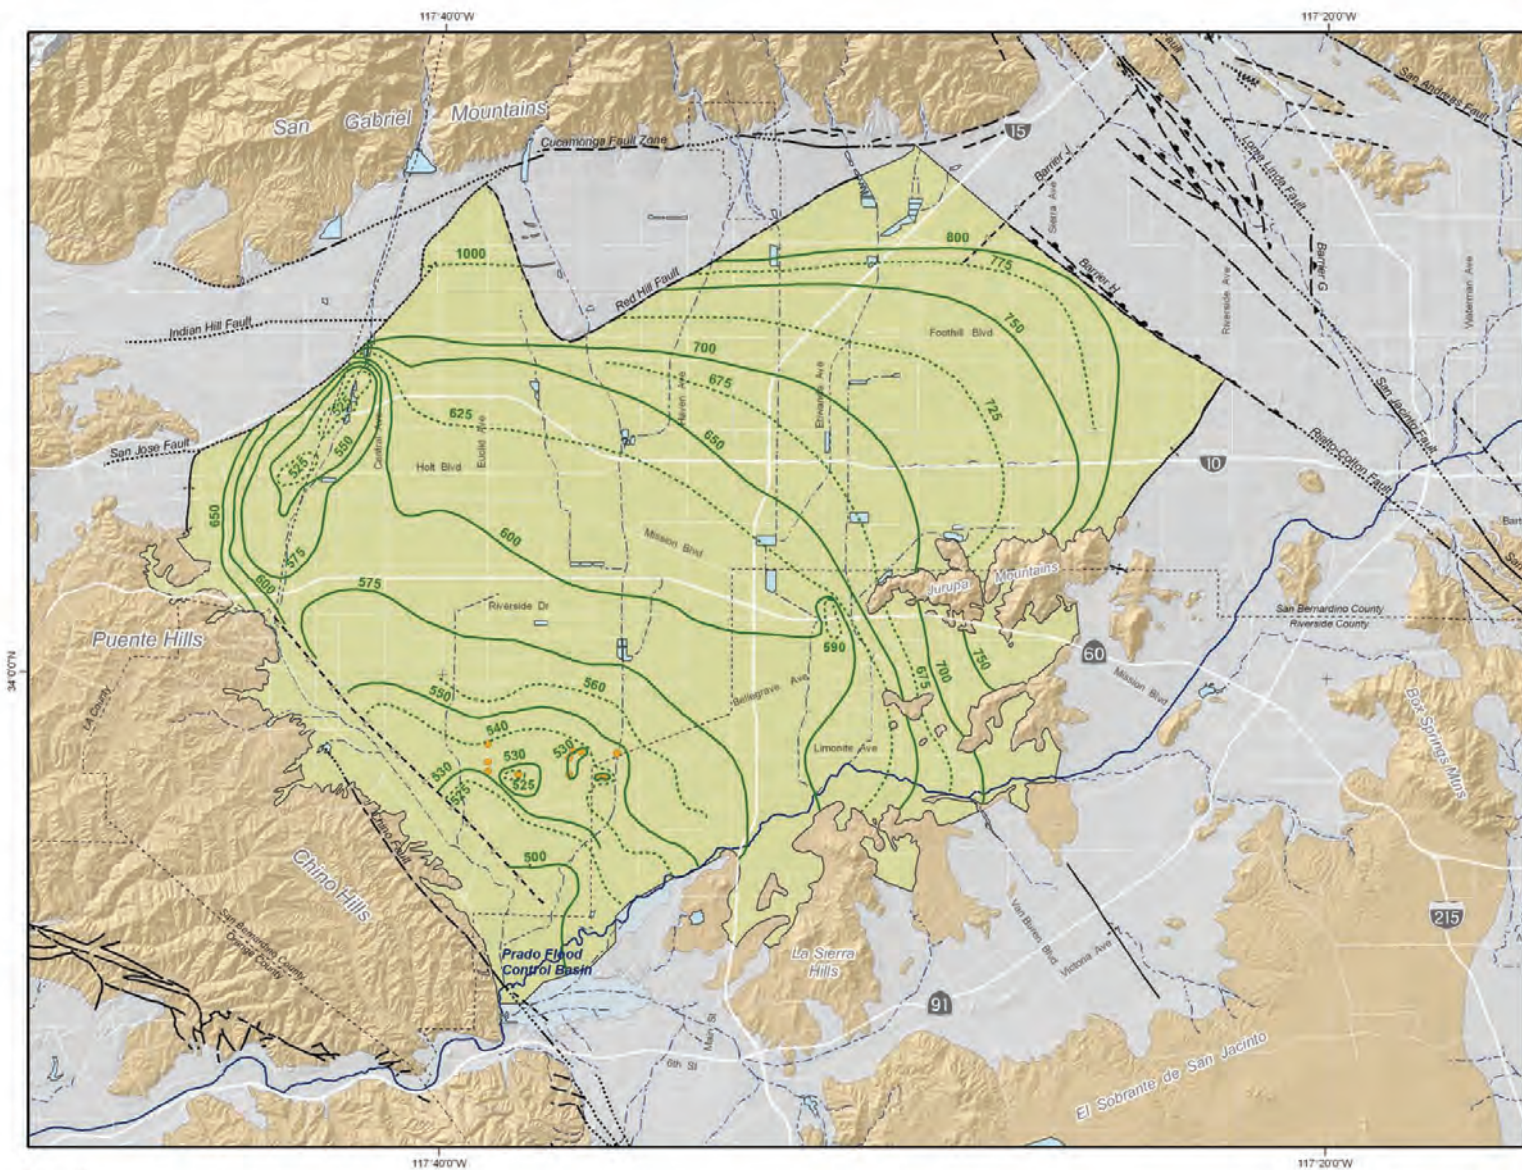 117°40'0"W
117°20'0"W
San Gabriel Mountains
Cucamonga Fault Zone
15
Barrier J
Sierra Ave
Fault
Loma Linda Fault
San Andreas Fault
Barrier G
Riverside Ave
Waterman Ave
1000
800
775
Red Hill Fault
Barrier H
Indian Hill Fault
750
Foothill Blvd
700
675
725
Haven Ave
Etiwanda Ave
San Jacinto Fault
San Jose Fault
525
550
525
Central Ave
625
Euclid Ave
Holt Blvd
650
10
Rialto-Colton Fault
650
600
575
600
Mission Blvd
575
Riverside Dr
Jurupa Mountains
San Bernardino County
Riverside County
Puente Hills
LA County
34°0'0"N
590
675
700
750
60
Mission Blvd
Box Springs Mtns
560
550
540
530
530
530
525
525
Bellegrave Ave
Limonite Ave
500
Chino Fault
Chino Hills
San Bernardino County
Orange County
Prado Flood
Control Basin
La Sierra
Hills
Van Buren Blvd
Victoria Ave
215
91
Main St
6th St
El Sobrante de San Jacinto
117°40'0"W
117°20'0"W